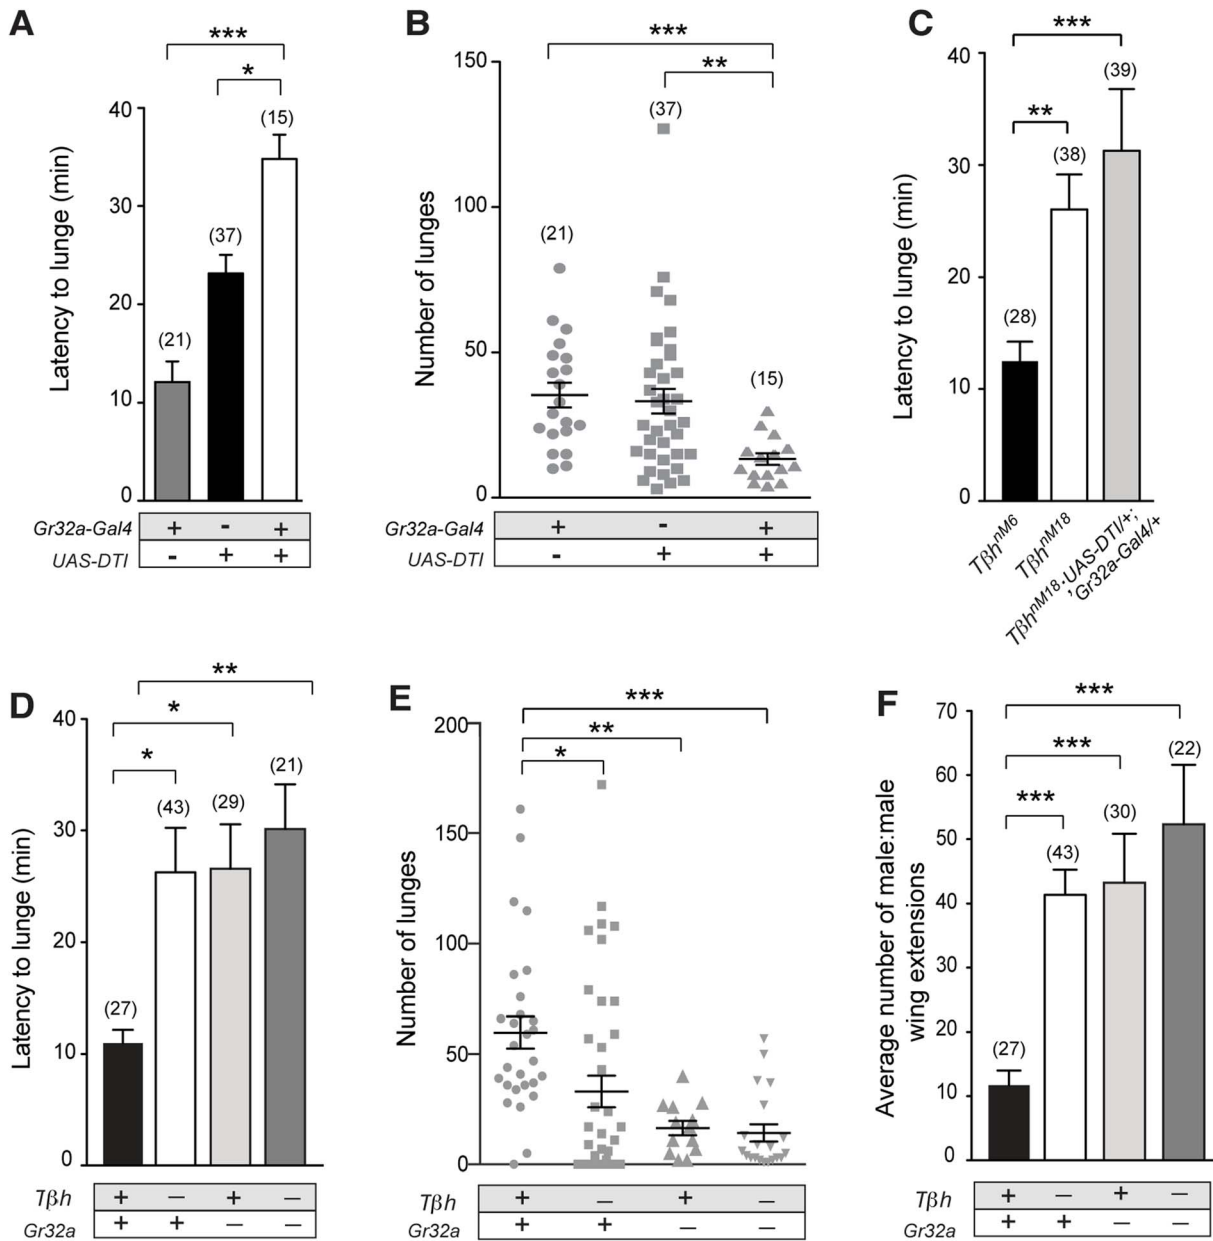 A
***
*
(15)
(37)
(21)
Latency to lunge (min)
40
30
20
10
0
Gr32a-Gal4 + - +
UAS-DTI - + +
B
***
**
(37)
(21)
(15)
Number of lunges
150
100
50
0
Gr32a-Gal4 + - +
UAS-DTI - + +
C
***
**
(39)
(38)
(28)
Latency to lunge (min)
40
30
20
10
0
Tβh^nM6
Tβh^nM18
Tβh^nM18;UAS-DTI/+;
Gr32a-Gal4/+
D
**
*
*
(21)
(29)
(43)
(27)
Latency to lunge (min)
40
30
20
10
0
Tβh + – + –
Gr32a + + – –
E
***
**
*
Number of lunges
200
150
100
50
0
Tβh + – + –
Gr32a + + – –
F
***
***
***
(22)
(30)
(43)
(27)
Average number of male:male
wing extensions
70
60
50
40
30
20
10
0
Tβh + – + –
Gr32a + + – –